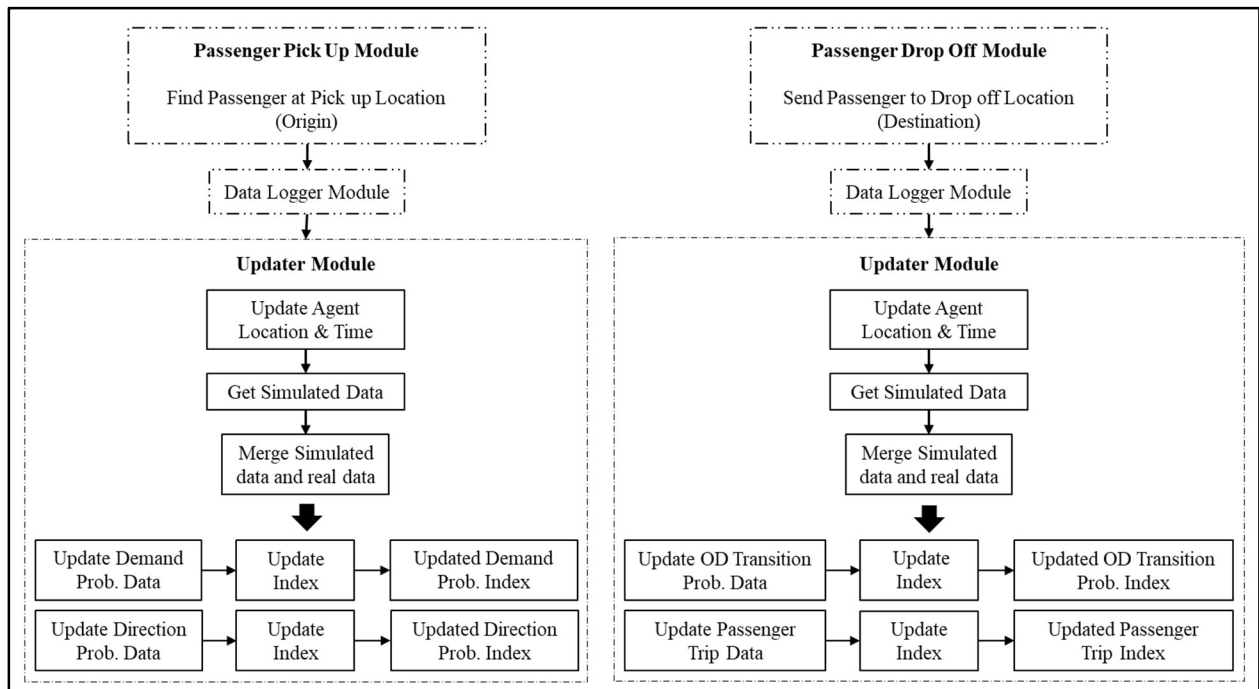 Passenger Pick Up Module
Find Passenger at Pick up Location
(Origin)
Data Logger Module
Updater Module
Update Agent
Location & Time
Get Simulated Data
Merge Simulated
data and real data
Update Demand
Prob. Data
Update
Index
Updated Demand
Prob. Index
Update Direction
Prob. Data
Update
Index
Updated Direction
Prob. Index
Passenger Drop Off Module
Send Passenger to Drop off Location
(Destination)
Data Logger Module
Updater Module
Update Agent
Location & Time
Get Simulated Data
Merge Simulated
data and real data
Update OD Transition
Prob. Data
Update
Index
Updated OD Transition
Prob. Index
Update Passenger
Trip Data
Update
Index
Updated Passenger
Trip Index